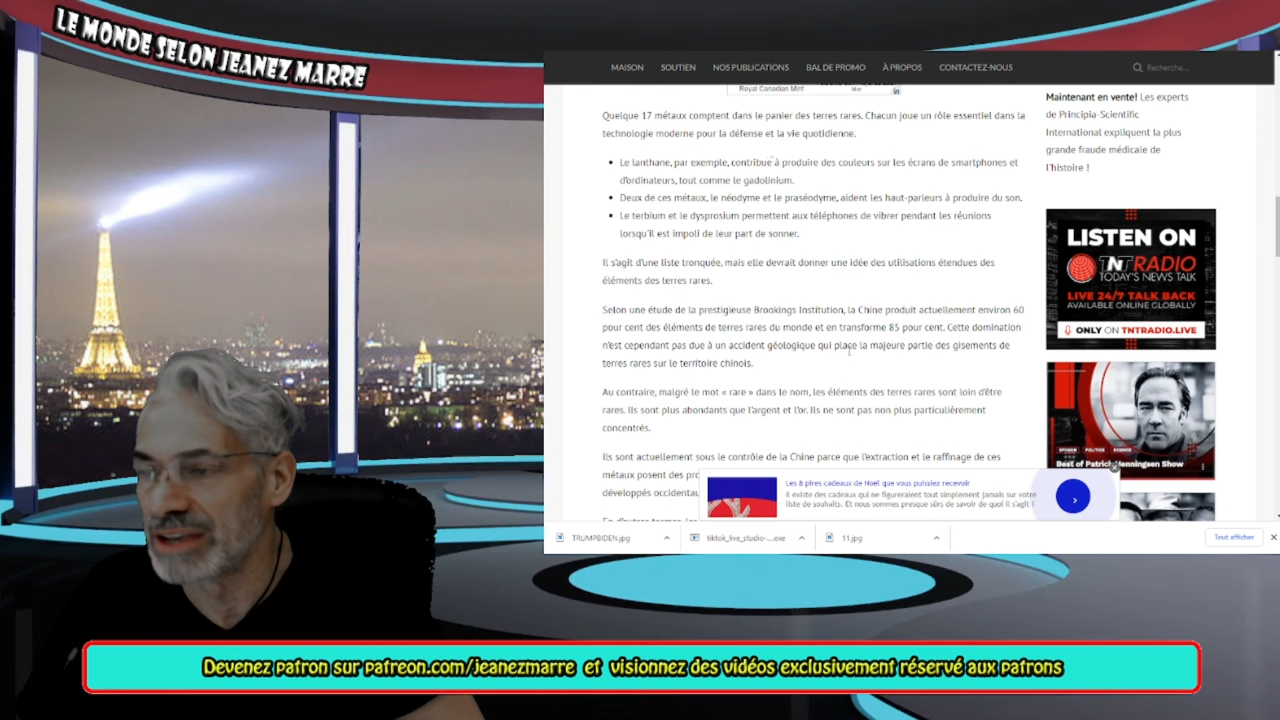 LE MONDE SELON JEANEZ MARRE
MAISON SOUTIEN NOS PUBLICATIONS BAL DE PROMO À PROPOS CONTACTEZ-NOUS Recherche...
Royal Canadian Mint
Quelque 17 métaux comptent dans le panier des terres rares. Chacun joue un rôle essentiel dans la
technologie moderne pour la défense et la vie quotidienne.
• Le lanthane, par exemple, contribue à produire des couleurs sur les écrans de smartphones et
d'ordinateurs, tout comme le gadolinium.
• Deux de ces métaux, le néodyme et le praséodyme, aident les haut-parleurs à produire du son.
• Le terbium et le dysprosium permettent aux téléphones de vibrer pendant les réunions
lorsqu'il est impoli de leur part de sonner.
Il s'agit d'une liste tronquée, mais elle devrait donner une idée des utilisations étendues des
éléments des terres rares.
Selon une étude de la prestigieuse Brookings Institution, la Chine produit actuellement environ 60
pour cent des éléments de terres rares du monde et en transforme 85 pour cent. Cette domination
n'est cependant pas due à un accident géologique qui place la majeure partie des gisements de
terres rares sur le territoire chinois.
Au contraire, malgré le mot « rare » dans le nom, les éléments des terres rares sont loin d'être
rares. Ils sont plus abondants que l'argent et l'or. Ils ne sont pas non plus particulièrement
concentrés.
Ils sont actuellement sous le contrôle de la Chine parce que l'extraction et le raffinage de ces
métaux posent des
développés
Maintenant en vente! Les experts
de Principia-Scientific
International expliquent la plus
grande fraude médicale de
l'histoire !
LISTEN ON
TNTRADIO
TODAY'S NEWS TALK
LIVE 24/7 TALK BACK
AVAILABLE ONLINE GLOBALLY
ONLY ON TNTRADIO.LIVE
OPINION POLITICS SCIENCE
Best of Patrick Henningsen Show
Les 8 pires cadeaux de Noël que vous puissiez recevoir
Il existe des cadeaux qui ne figureraient tout simplement jamais sur votre
liste de souhaits. Et nous sommes presque sûrs de savoir de quoi il s'agit !
TRUMPBIDEN.jpg tiktok_live_studio-....exe 11.jpg Tout afficher
Devenez patron sur patreon.com/jeanezmarre et visionnez des vidéos exclusivement réservé aux patrons